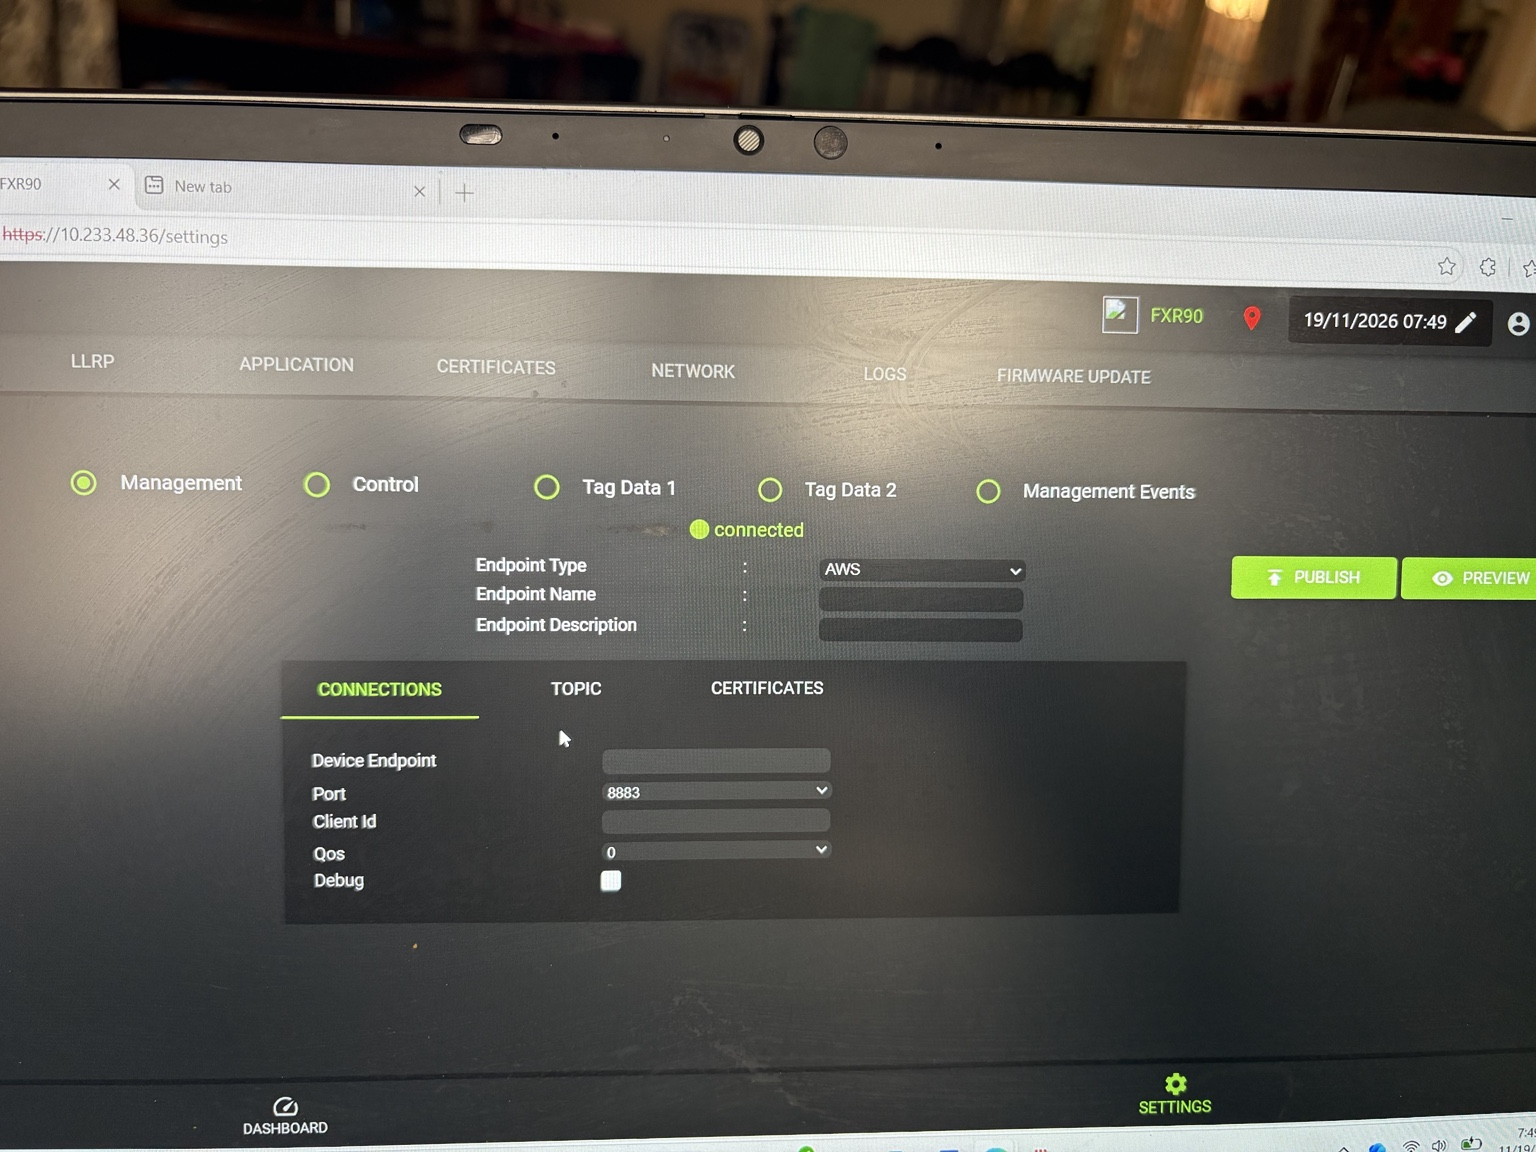 FXR90
New tab
https://10.233.48.36/settings
FXR90
19/11/2026 07:49
LLRP
APPLICATION
CERTIFICATES
NETWORK
LOGS
FIRMWARE UPDATE
Management
Control
Tag Data 1
Tag Data 2
Management Events
connected
Endpoint Type : AWS
Endpoint Name :
Endpoint Description :
PUBLISH
PREVIEW
CONNECTIONS
TOPIC
CERTIFICATES
Device Endpoint
Port 8883
Client Id
Qos 0
Debug
DASHBOARD
SETTINGS